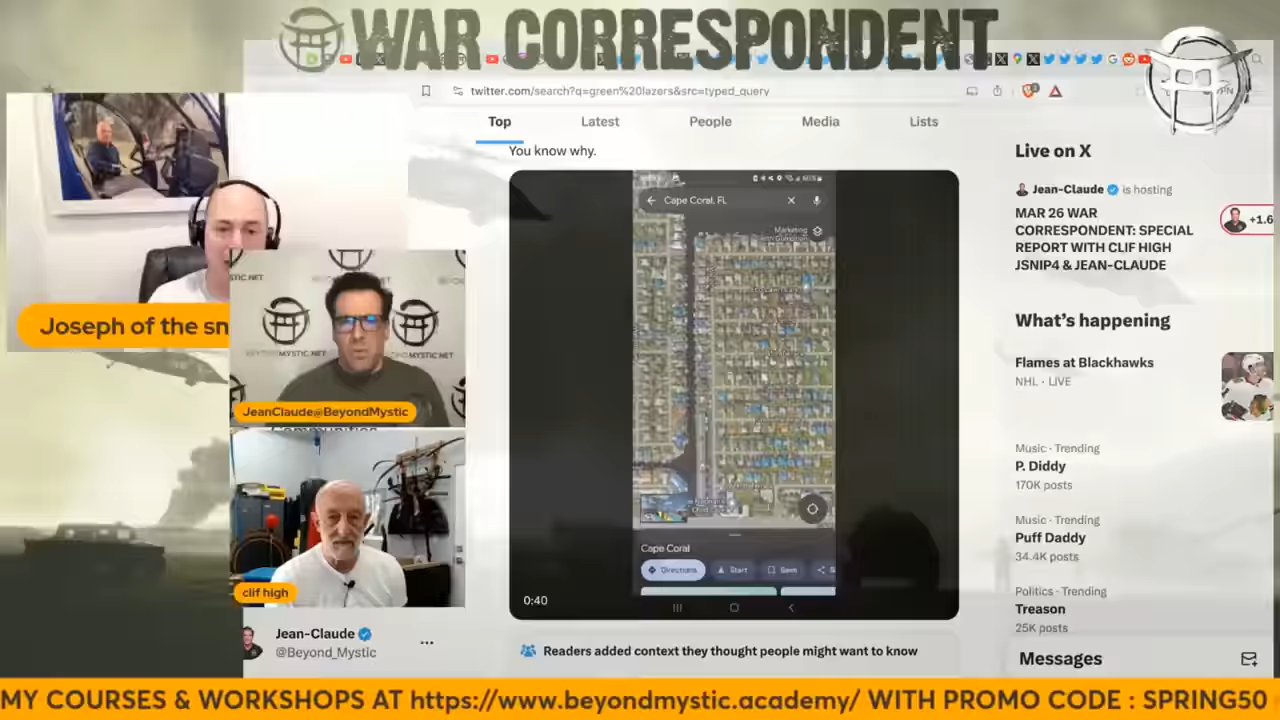 WAR CORRESPONDENT
twitter.com/search?q=green%20lazers&src=typed_query
Top
Latest
People
Media
Lists
You know why.
Joseph of the sn
BEYONDMYSTIC.NET
JeanClaude@BeyondMystic
clif high
Jean-Claude
@Beyond_Mystic
Cape Coral, FL
Cape Coral
Directions
Start
Save
0:40
Readers added context they thought people might want to know
Live on X
Jean-Claude is hosting
MAR 26 WAR
CORRESPONDENT: SPECIAL
REPORT WITH CLIF HIGH
JSNIP4 & JEAN-CLAUDE
+1.6
What's happening
Flames at Blackhawks
NHL · LIVE
Music · Trending
P. Diddy
170K posts
Music · Trending
Puff Daddy
34.4K posts
Politics · Trending
Treason
25K posts
Messages
MY COURSES & WORKSHOPS AT https://www.beyondmystic.academy/ WITH PROMO CODE : SPRING50